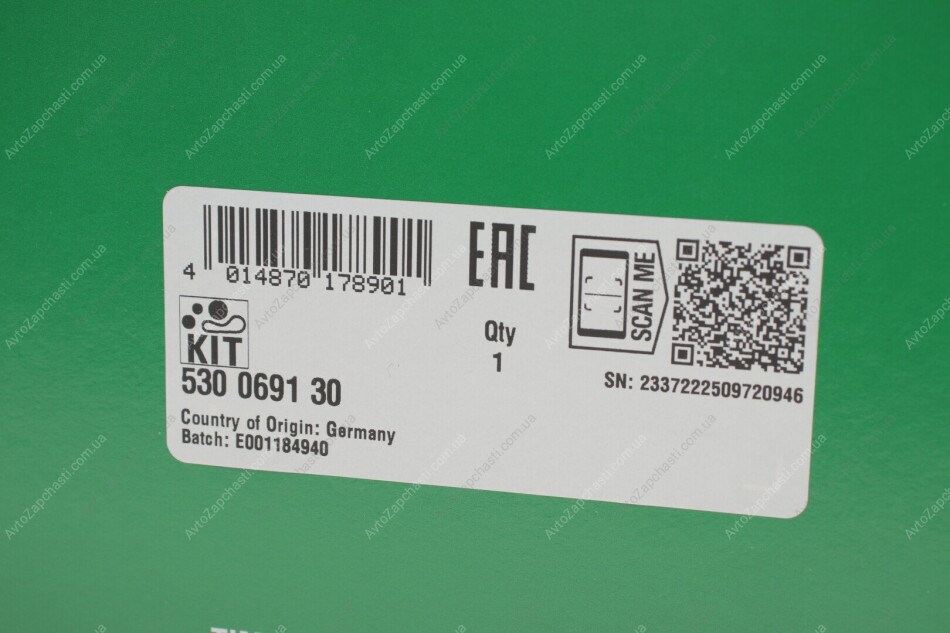 4 014870 178901
EAC
SCAN ME
Qty
1
KIT
530 0691 30
SN: 2337222509720946
Country of Origin: Germany
Batch: E001184940
AvtoZapchasti.com.ua